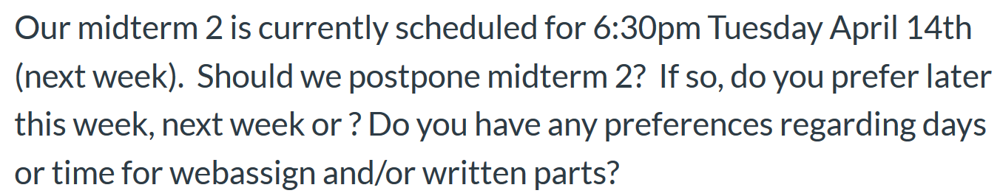 Our midterm 2 is currently scheduled for 6:30pm Tuesday April 14th
(next week).  Should we postpone midterm 2?  If so, do you prefer later
this week, next week or ? Do you have any preferences regarding days
or time for webassign and/or written parts?